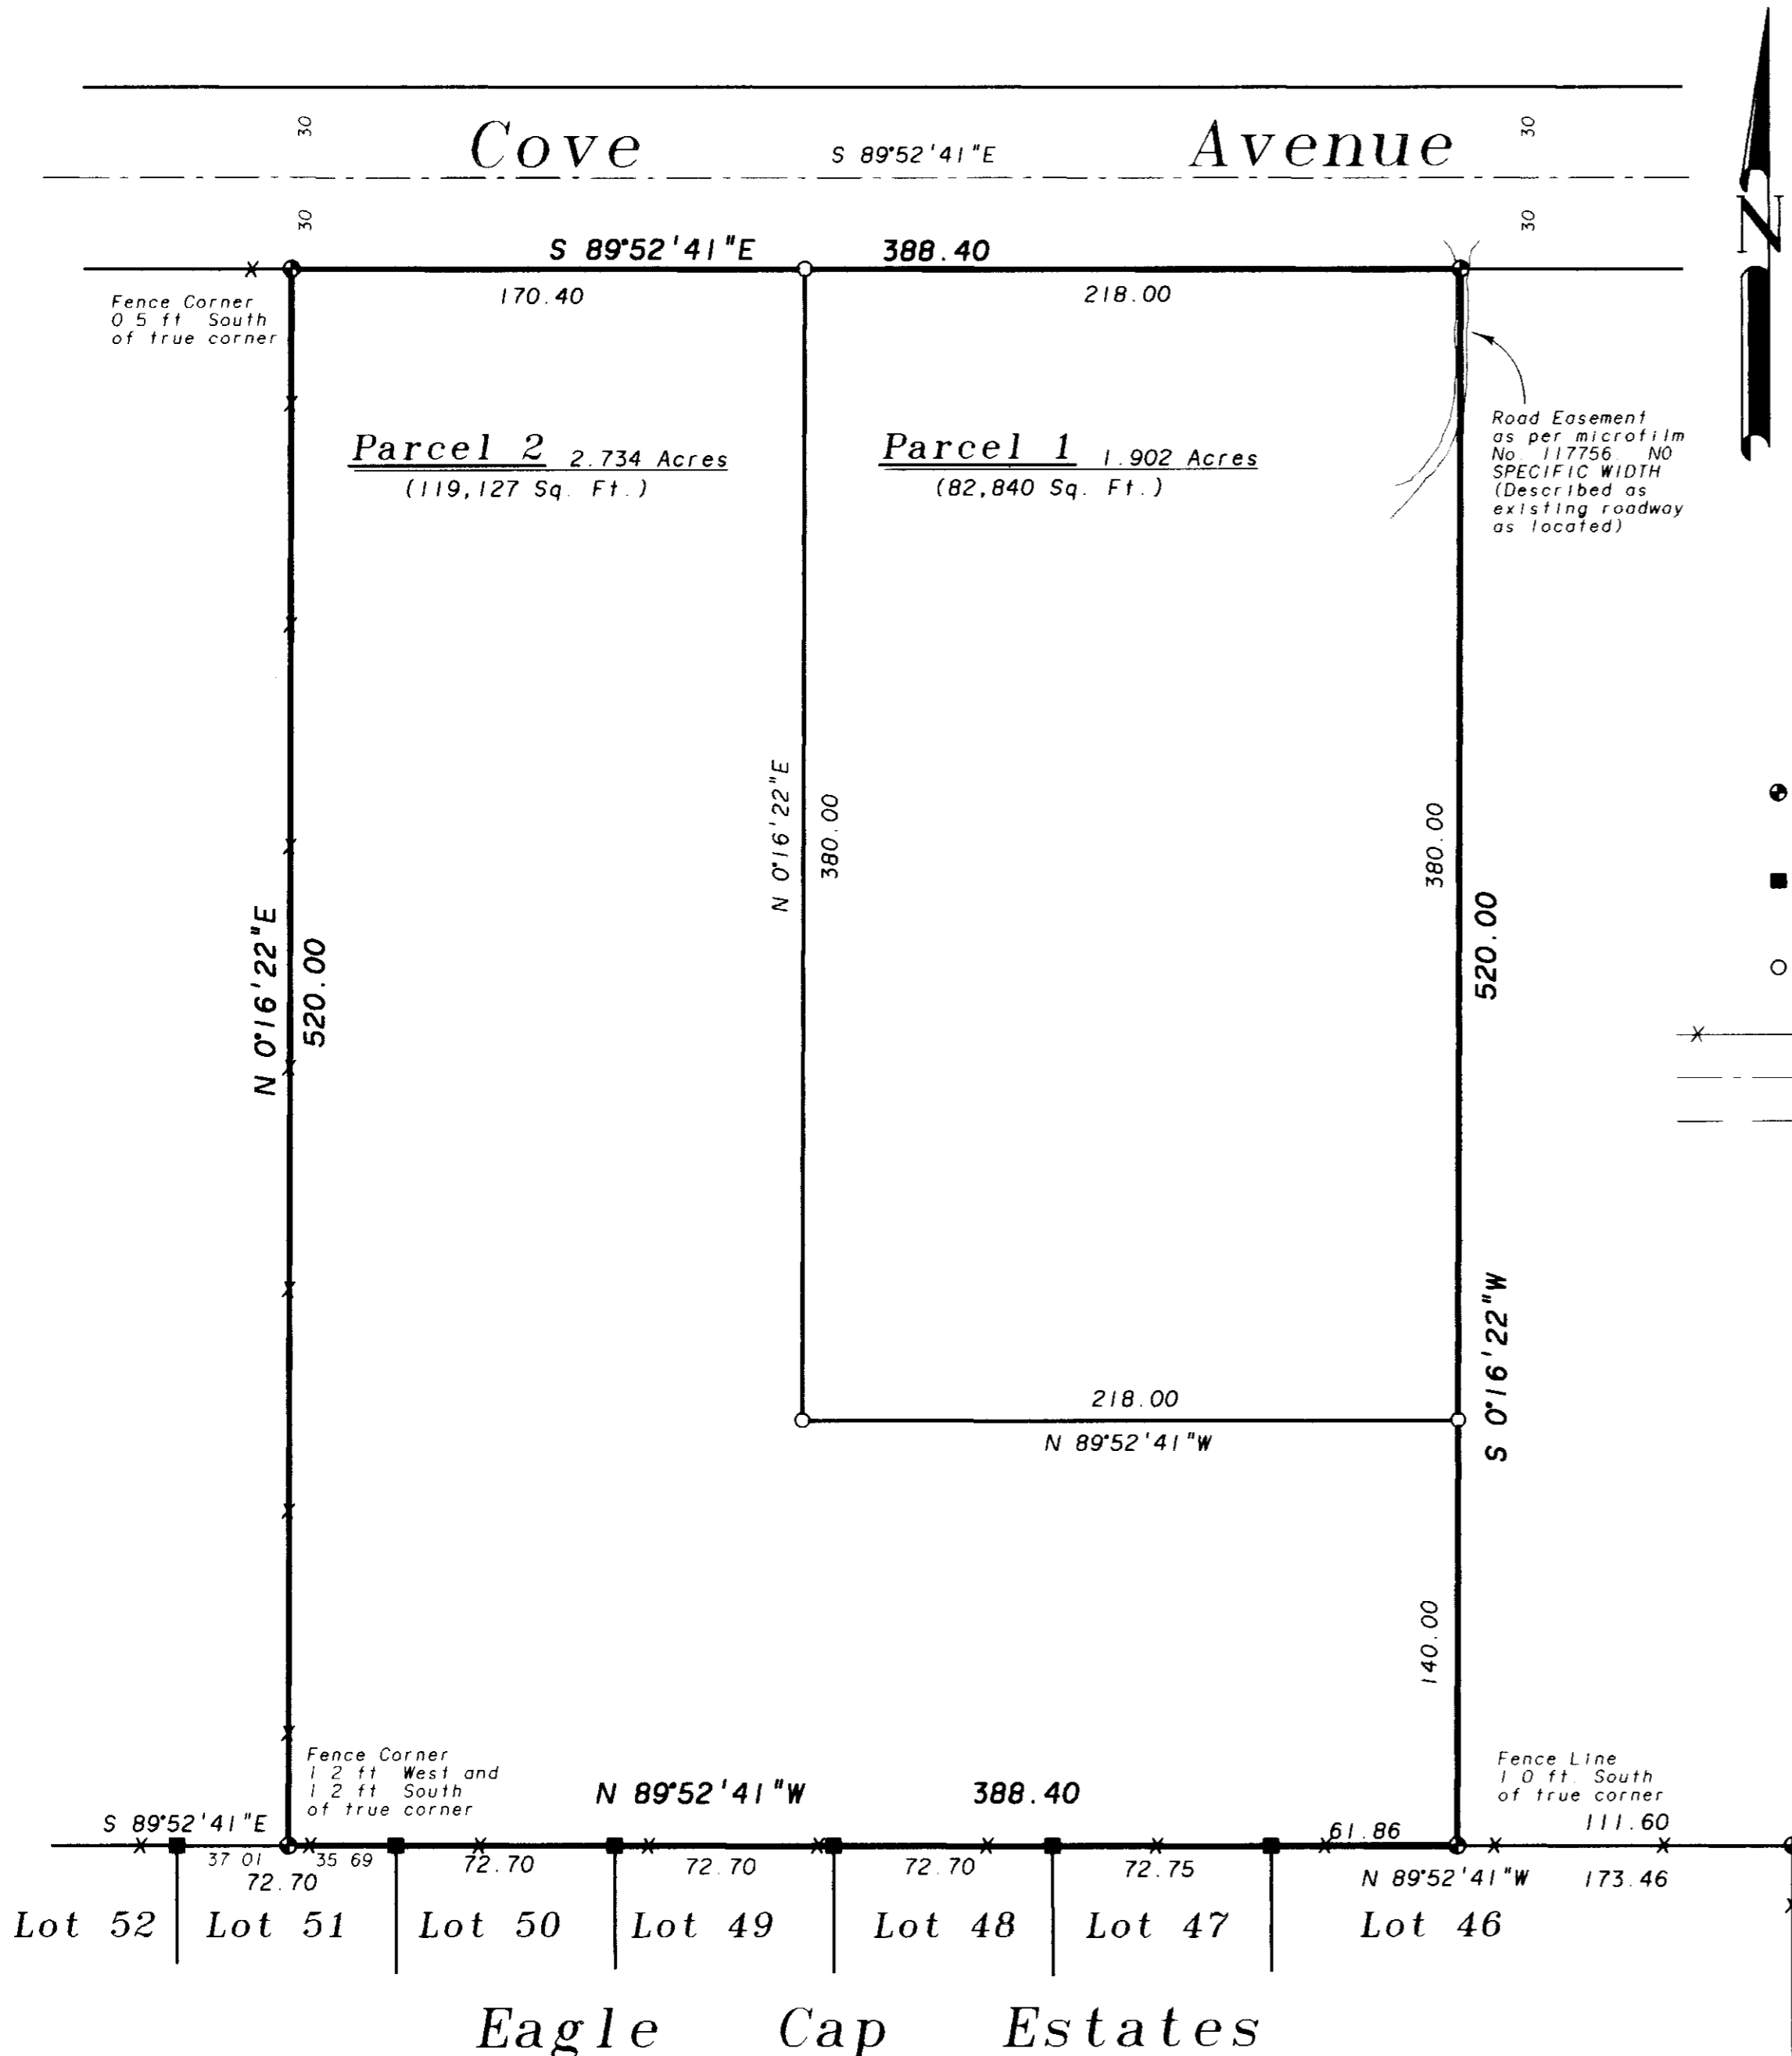 30
30
Cove Avenue
S 89°52'41"E
N
30
30
S 89°52'41"E 388.40
170.40
218.00
Fence Corner
0 5 ft South
of true corner
Parcel 2 2.734 Acres
(119,127 Sq. Ft.)
Parcel 1 1.902 Acres
(82,840 Sq. Ft.)
Road Easement
as per microfilm
No. 117756. NO
SPECIFIC WIDTH
(Described as
existing roadway
as located)
N 0°16'22"E
380.00
380.00
N 0°16'22"E
520.00
520.00
S 0°16'22"W
218.00
N 89°52'41"W
140.00
Fence Corner
1 2 ft West and
1 2 ft South
of true corner
N 89°52'41"W 388.40
Fence Line
1 0 ft. South
of true corner
S 89°52'41"E
61.86
111.60
37 01
35 69
72.70
72.70
72.70
72.75
72.70
N 89°52'41"W
173.46
Lot 52
Lot 51
Lot 50
Lot 49
Lot 48
Lot 47
Lot 46
Eagle Cap Estates